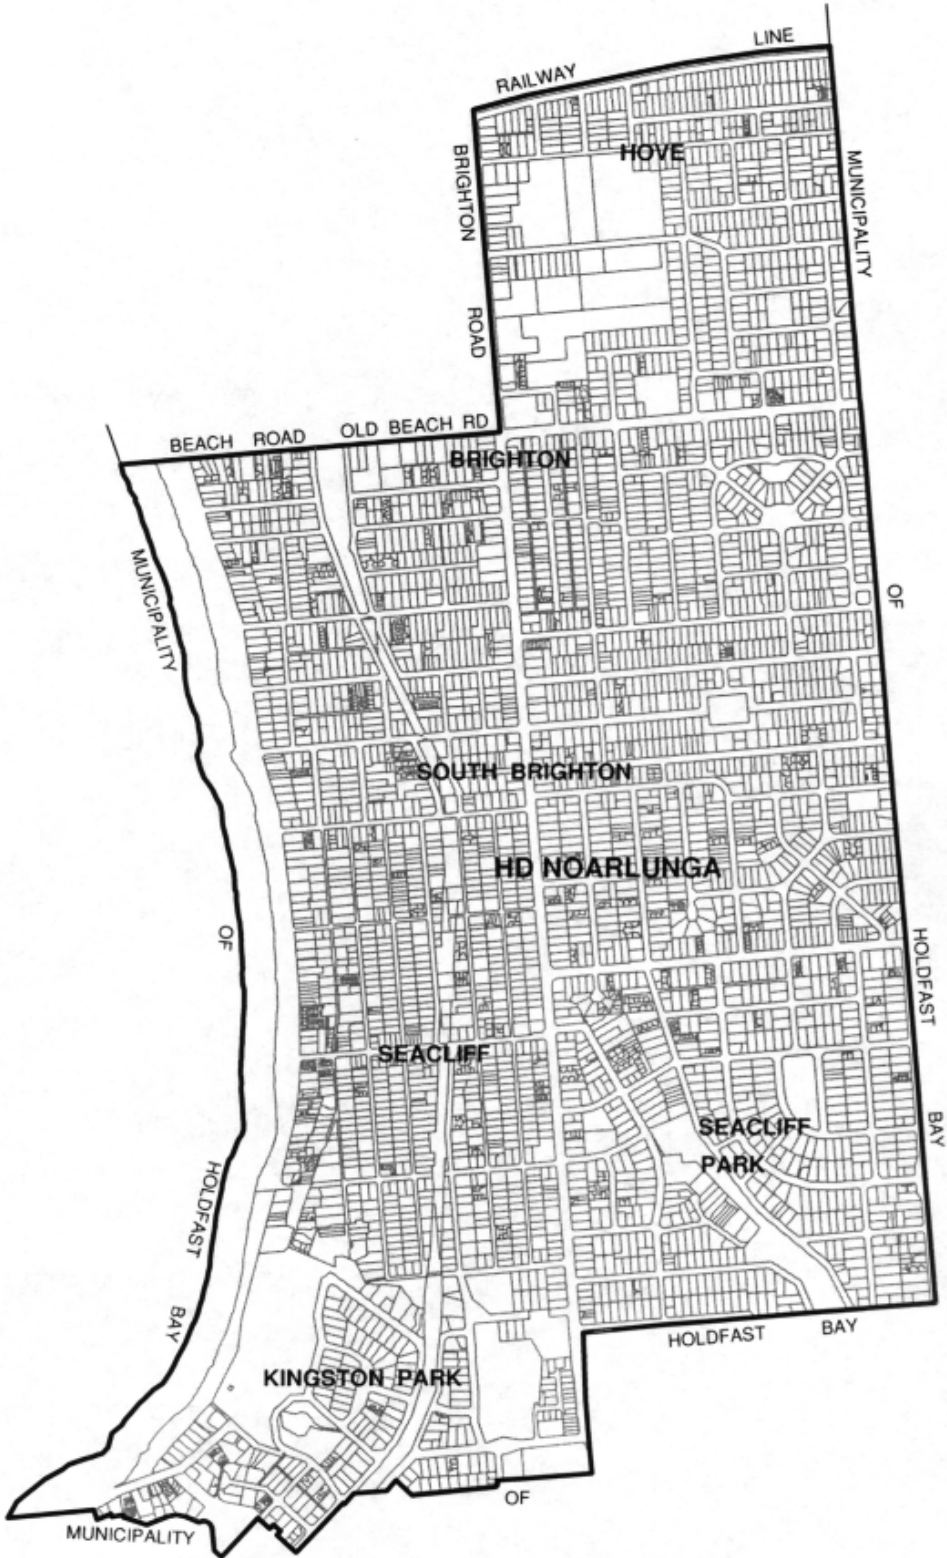 LINE
RAILWAY
HOVE
BRIGHTON
MUNICIPALITY
ROAD
BEACH ROAD OLD BEACH RD
BRIGHTON
MUNICIPALITY
OF
SOUTH BRIGHTON
HD NOARLUNGA
OF
HOLDFAST
SEACLIFF
BAY
SEACLIFF
PARK
HOLDFAST
BAY
HOLDFAST BAY
KINGSTON PARK
OF
MUNICIPALITY